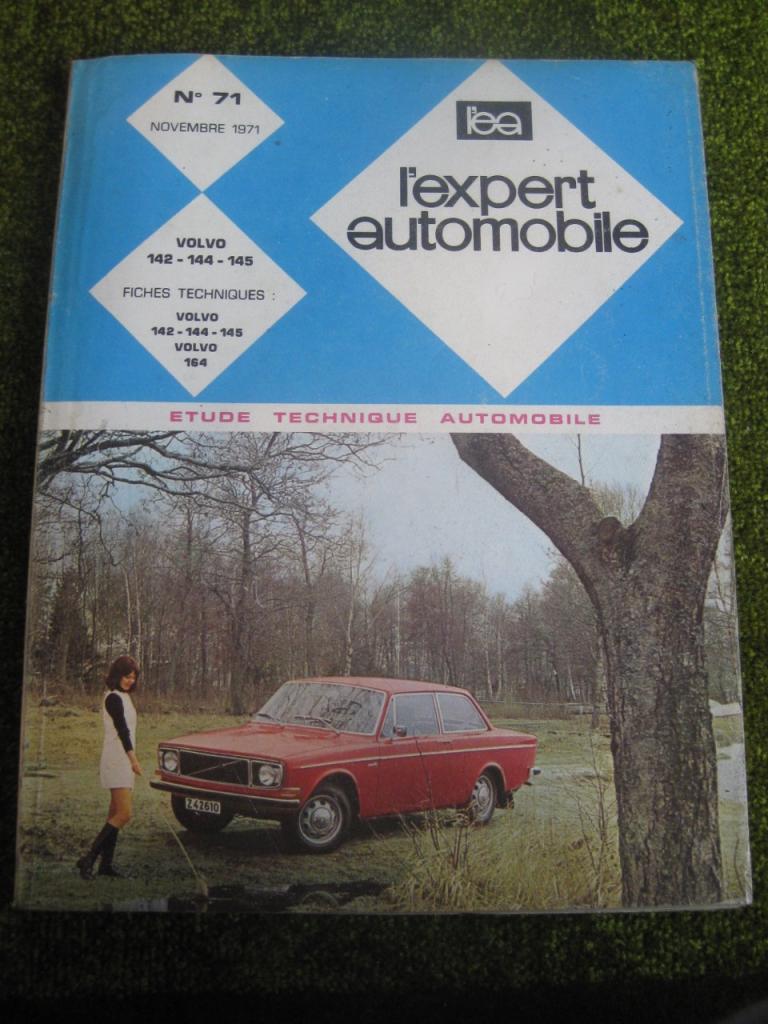 N° 71
NOVEMBRE 1971
l'ea
l'expert
automobile
VOLVO
142 - 144 - 145
FICHES TECHNIQUES :
VOLVO
142 - 144 - 145
VOLVO
164
ETUDE TECHNIQUE AUTOMOBILE
Z42610